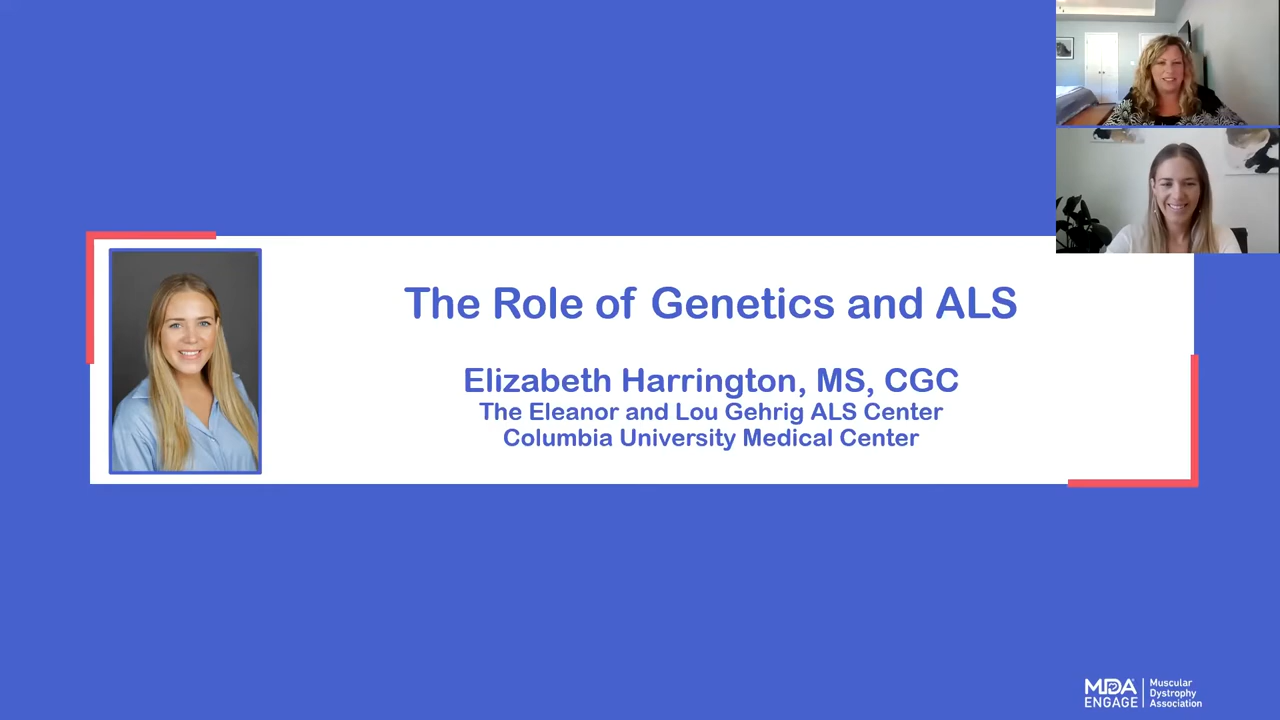 The Role of Genetics and ALS
Elizabeth Harrington, MS, CGC
The Eleanor and Lou Gehrig ALS Center
Columbia University Medical Center
MDA
ENGAGE
Muscular
Dystrophy
Association